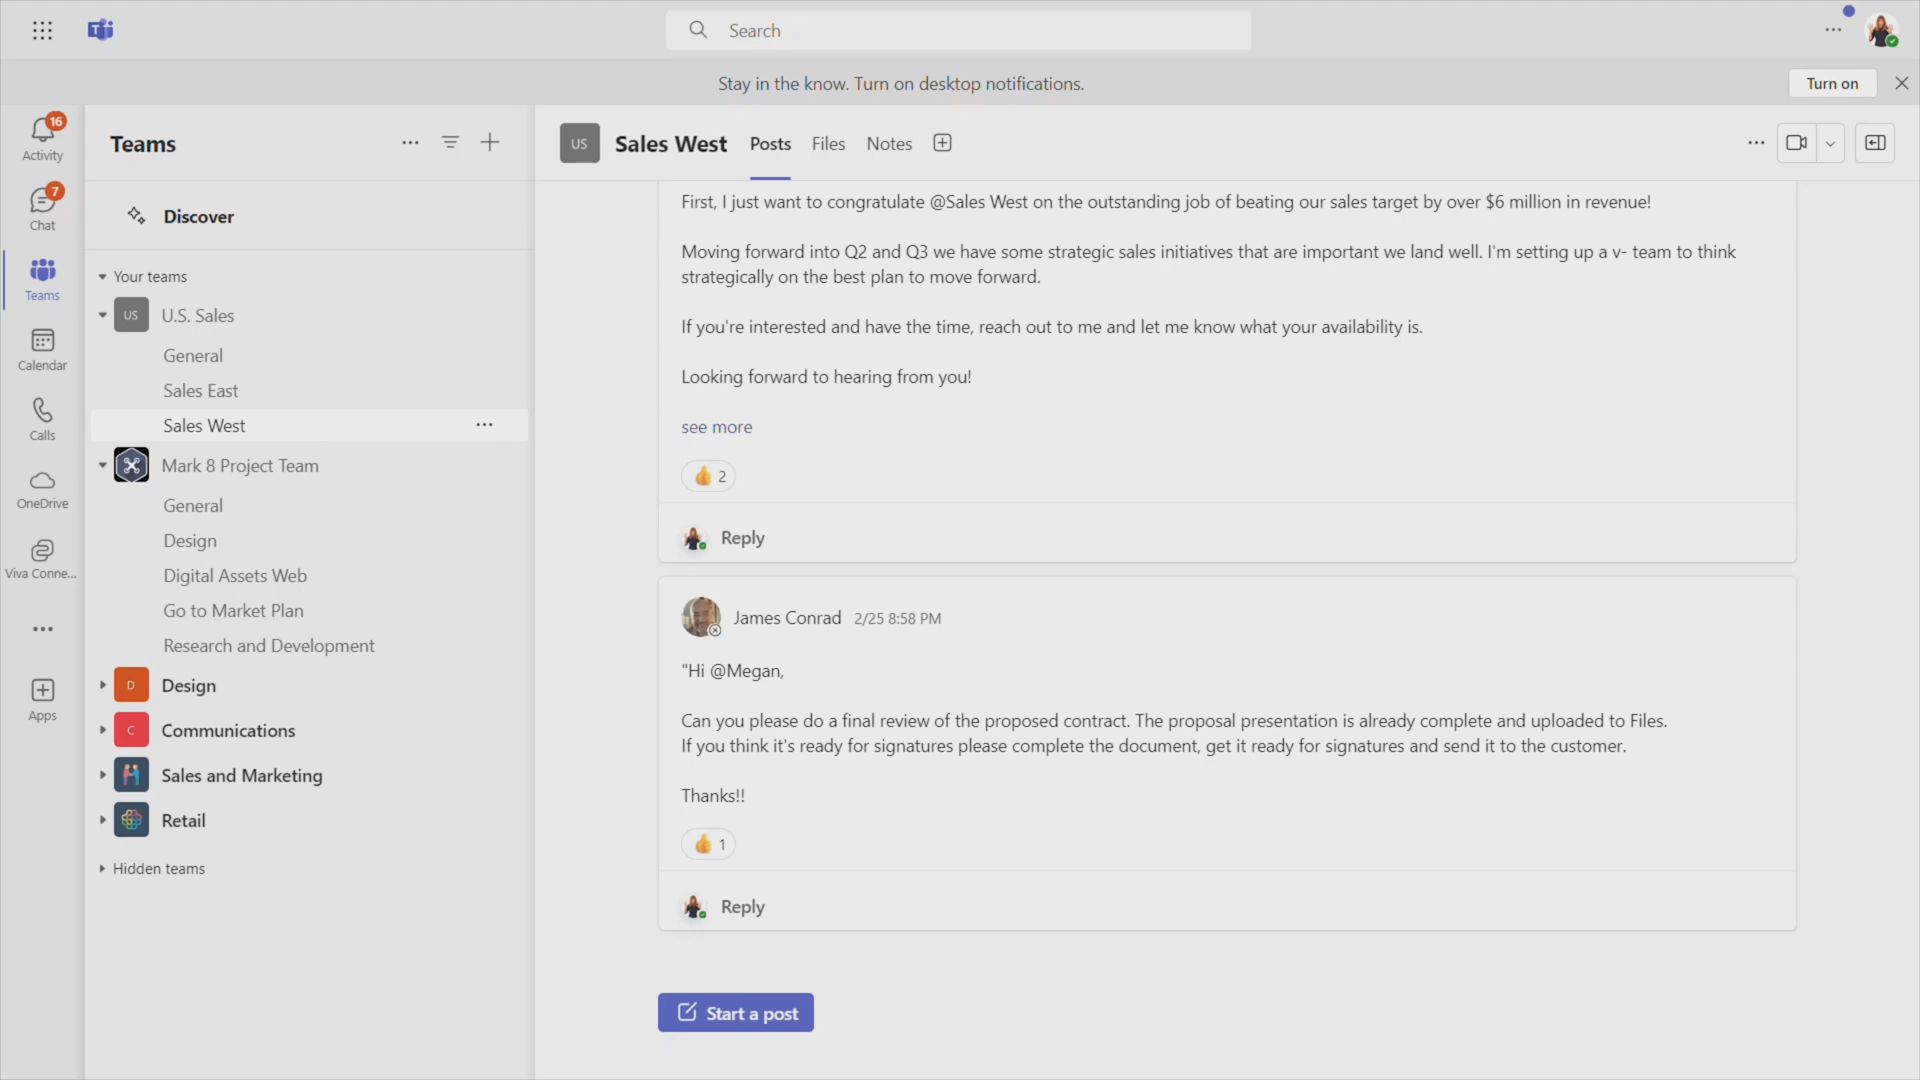 Search
Stay in the know. Turn on desktop notifications.
Turn on
16
Activity
7
Chat
Teams
Calendar
Calls
OneDrive
Viva Conne...
Apps
Teams
Discover
Your teams
US
U.S. Sales
General
Sales East
Sales West
Mark 8 Project Team
General
Design
Digital Assets Web
Go to Market Plan
Research and Development
D
Design
C
Communications
Sales and Marketing
Retail
Hidden teams
US
Sales West
Posts
Files
Notes
First, I just want to congratulate @Sales West on the outstanding job of beating our sales target by over $6 million in revenue!
Moving forward into Q2 and Q3 we have some strategic sales initiatives that are important we land well. I'm setting up a v- team to think
strategically on the best plan to move forward.
If you're interested and have the time, reach out to me and let me know what your availability is.
Looking forward to hearing from you!
see more
👍 2
Reply
James Conrad 2/25 8:58 PM
"Hi @Megan,
Can you please do a final review of the proposed contract. The proposal presentation is already complete and uploaded to Files.
If you think it's ready for signatures please complete the document, get it ready for signatures and send it to the customer.
Thanks!!
👍 1
Reply
Start a post